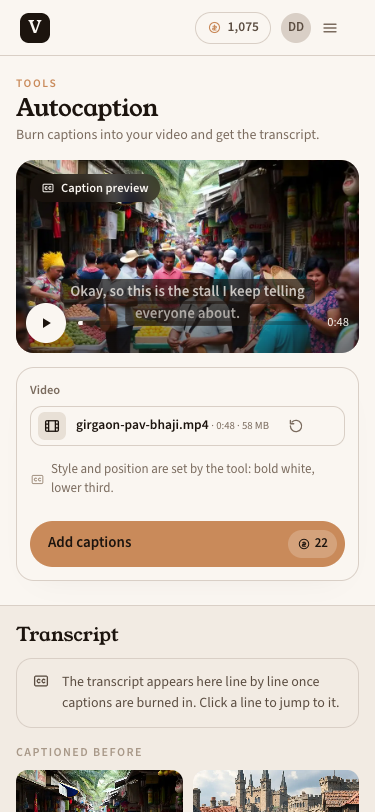 V
1,075
DD
TOOLS
Autocaption
Burn captions into your video and get the transcript.
CC Caption preview
Okay, so this is the stall I keep telling
everyone about.
0:48
Video
girgaon-pav-bhaji.mp4 · 0:48 · 58 MB
CC Style and position are set by the tool: bold white,
lower third.
Add captions 22
Transcript
CC The transcript appears here line by line once
captions are burned in. Click a line to jump to it.
CAPTIONED BEFORE